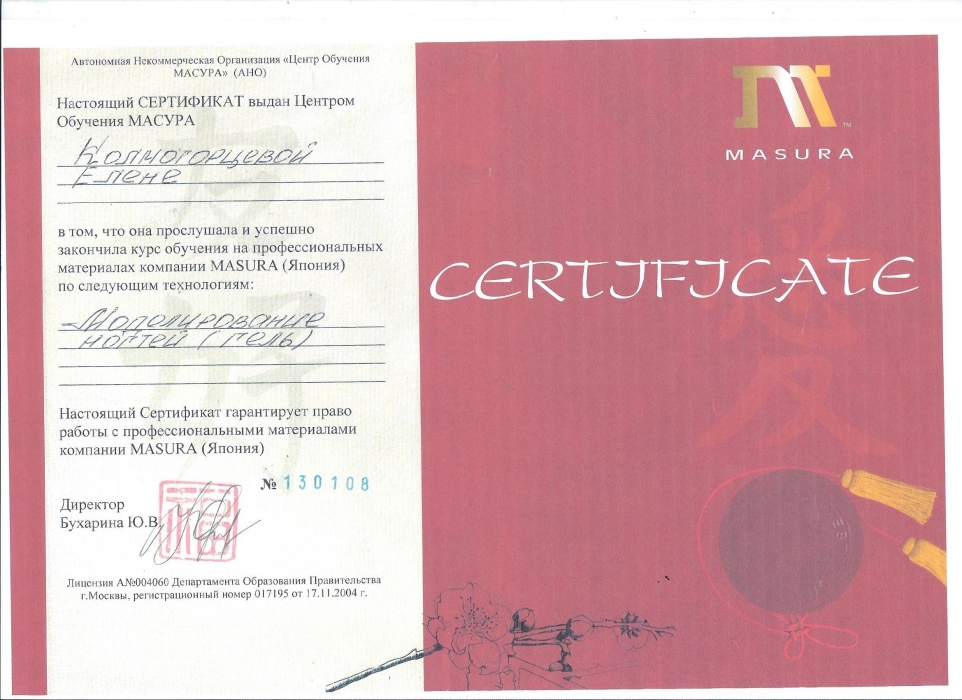 Автономная Некоммерческая Организация «Центр Обучения
МАСУРА» (АНО)
Настоящий СЕРТИФИКАТ выдан Центром
Обучения МАСУРА
Колмогорцевой
Елене
в том, что она прослушала и успешно
закончила курс обучения на профессиональных
материалах компании MASURA (Япония)
по следующим технологиям:
Моделирование
ногтей (гель)
Настоящий Сертификат гарантирует право
работы с профессиональными материалами
компании MASURA (Япония)
№ 130108
Директор
Бухарина Ю.В.
福
Лицензия А№004060 Департамента Образования Правительства
г.Москвы, регистрационный номер 017195 от 17.11.2004 г.
TM
MASURA
CERTIFICATE